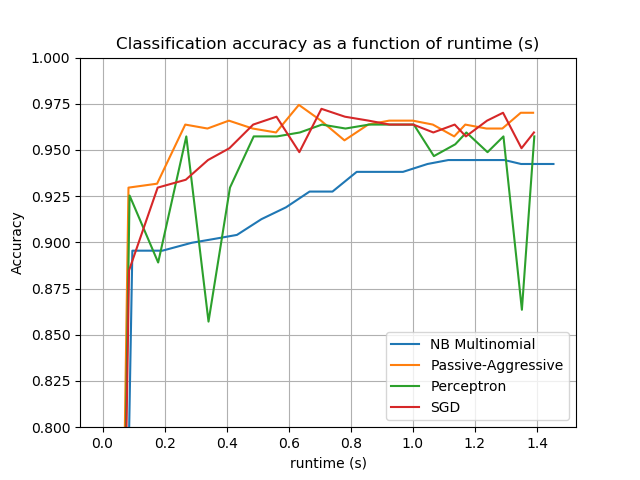 Classification accuracy as a function of runtime (s)
1.000
0.975
0.950
0.925
0.900
0.875
0.850
0.825
0.800
Accuracy
NB Multinomial
Passive-Aggressive
Perceptron
SGD
0.0 0.2 0.4 0.6 0.8 1.0 1.2 1.4
runtime (s)